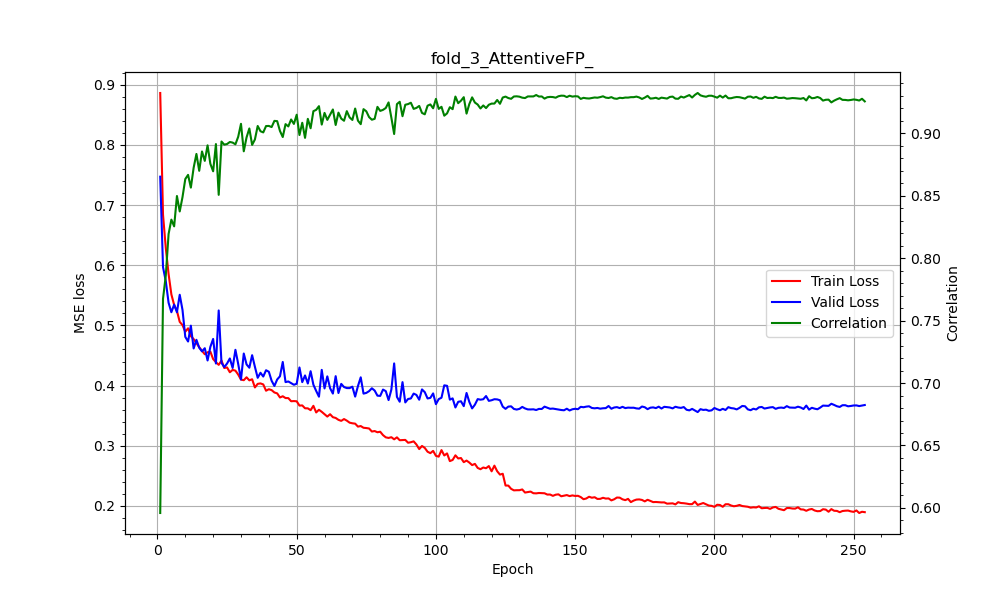 fold_3_AttentiveFP_
0.9
0.8
0.7
0.6
0.5
0.4
0.3
0.2
MSE loss
0.90
0.85
0.80
0.75
0.70
0.65
0.60
Correlation
Train Loss
Valid Loss
Correlation
0 50 100 150 200 250
Epoch